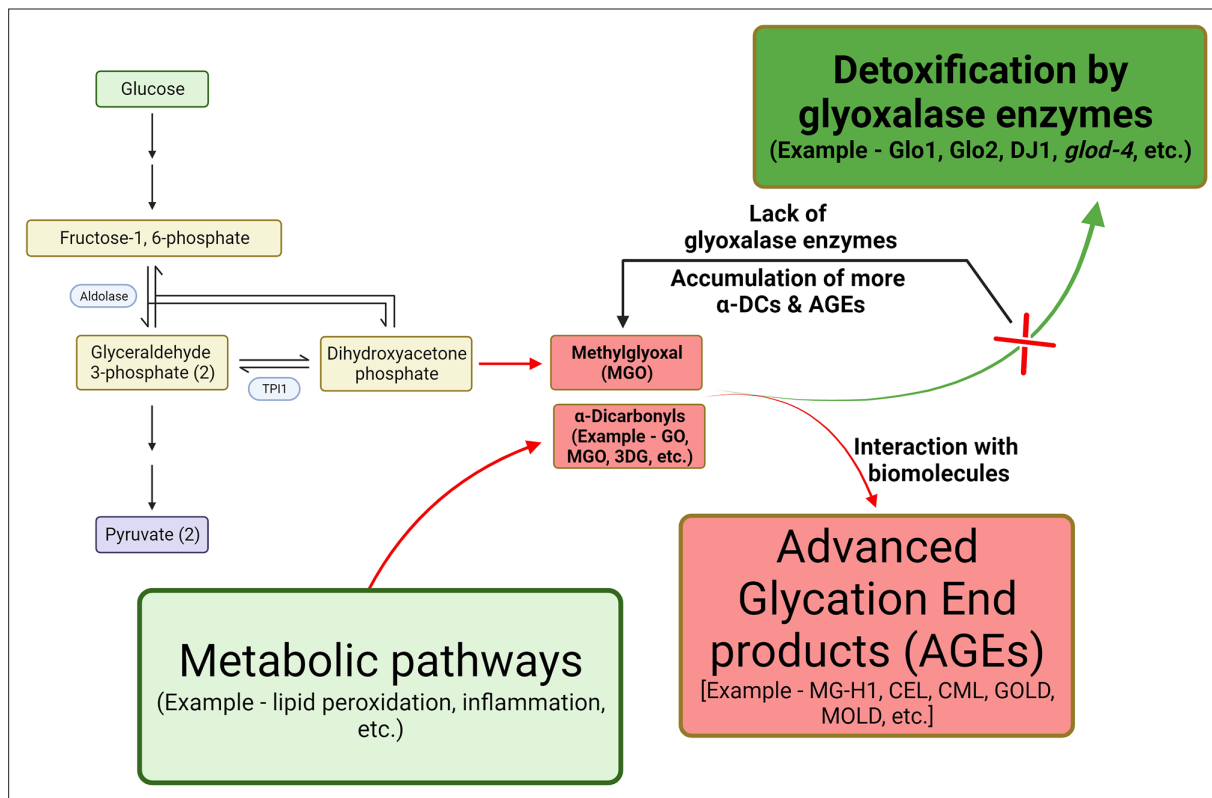 Glucose
Fructose-1, 6-phosphate
Aldolase
Glyceraldehyde
3-phosphate (2)
TPI1
Dihydroxyacetone
phosphate
Pyruvate (2)
Methylglyoxal
(MGO)
α-Dicarbonyls
(Example - GO,
MGO, 3DG, etc.)
Metabolic pathways
(Example - lipid peroxidation, inflammation,
etc.)
Detoxification by
glyoxalase enzymes
(Example - Glo1, Glo2, DJ1, glod-4, etc.)
Lack of
glyoxalase enzymes
Accumulation of more
α-DCs & AGEs
Interaction with
biomolecules
Advanced
Glycation End
products (AGEs)
[Example - MG-H1, CEL, CML, GOLD,
MOLD, etc.]